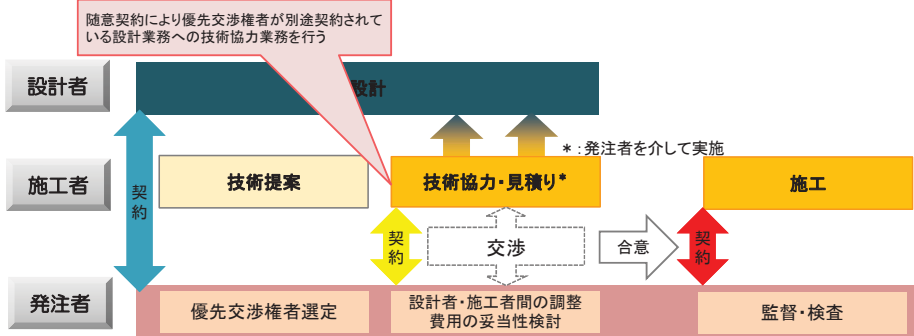 随意契約により優先交渉権者が別途契約されて
いる設計業務への技術協力業務を行う
設計者
設計
*：発注者を介して実施
施工者
技術提案
技術協力・見積り*
施工
契約
契約
交渉
合意
契約
発注者
優先交渉権者選定
設計者・施工者間の調整
費用の妥当性検討
監督・検査